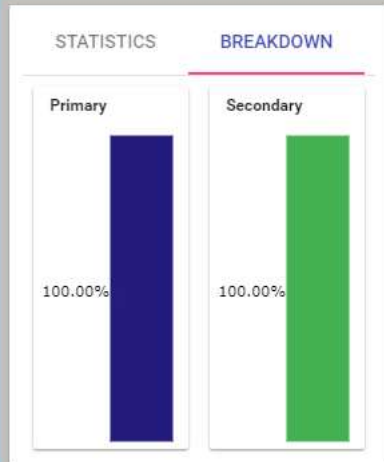 STATISTICS BREAKDOWN
Primary
100.00%
Secondary
100.00%